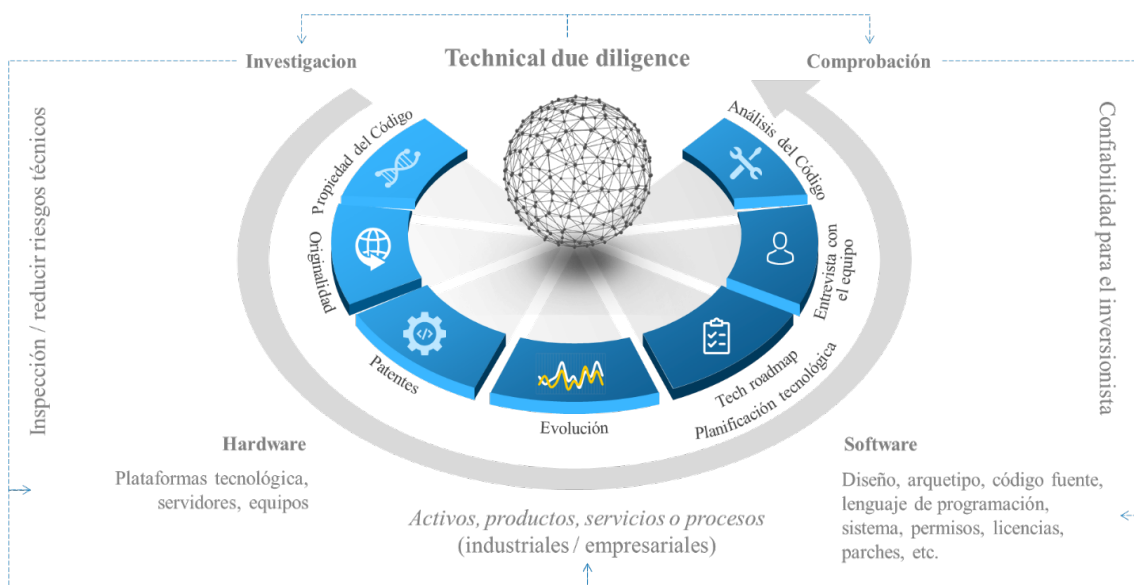 Technical due diligence
Investigacion
Comprobación
Inspección / reducir riesgos técnicos
Confiabilidad para el inversionista
Propiedad del Código
Originalidad
Patentes
Evolución
Tech roadmap
Planificación tecnológica
Entrevista con
el equipo
Análisis del Código
</>
Hardware
Plataformas tecnológica,
servidores, equipos
Software
Diseño, arquetipo, código fuente,
lenguaje de programación,
sistema, permisos, licencias,
parches, etc.
Activos, productos, servicios o procesos
(industriales / empresariales)